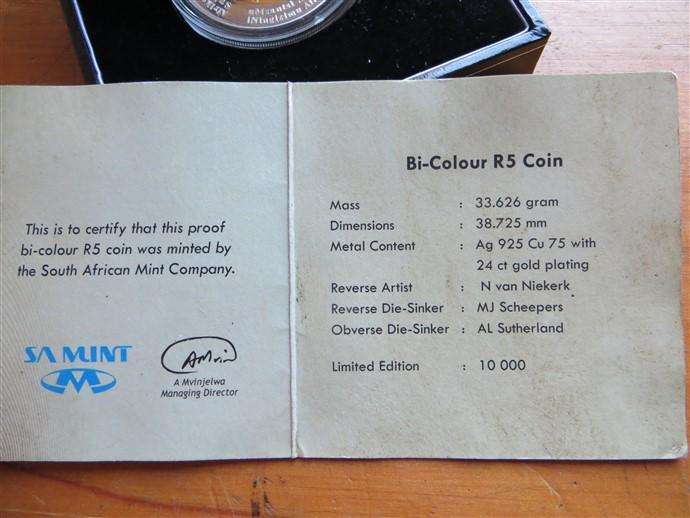 This is to certify that this proof
bi-colour R5 coin was minted by
the South African Mint Company.
SA MINT
A Mvinjelwa
Managing Director
Bi-Colour R5 Coin
Mass : 33.626 gram
Dimensions : 38.725 mm
Metal Content : Ag 925 Cu 75 with
24 ct gold plating
Reverse Artist : N van Niekerk
Reverse Die-Sinker : MJ Scheepers
Obverse Die-Sinker : AL Sutherland
Limited Edition : 10 000